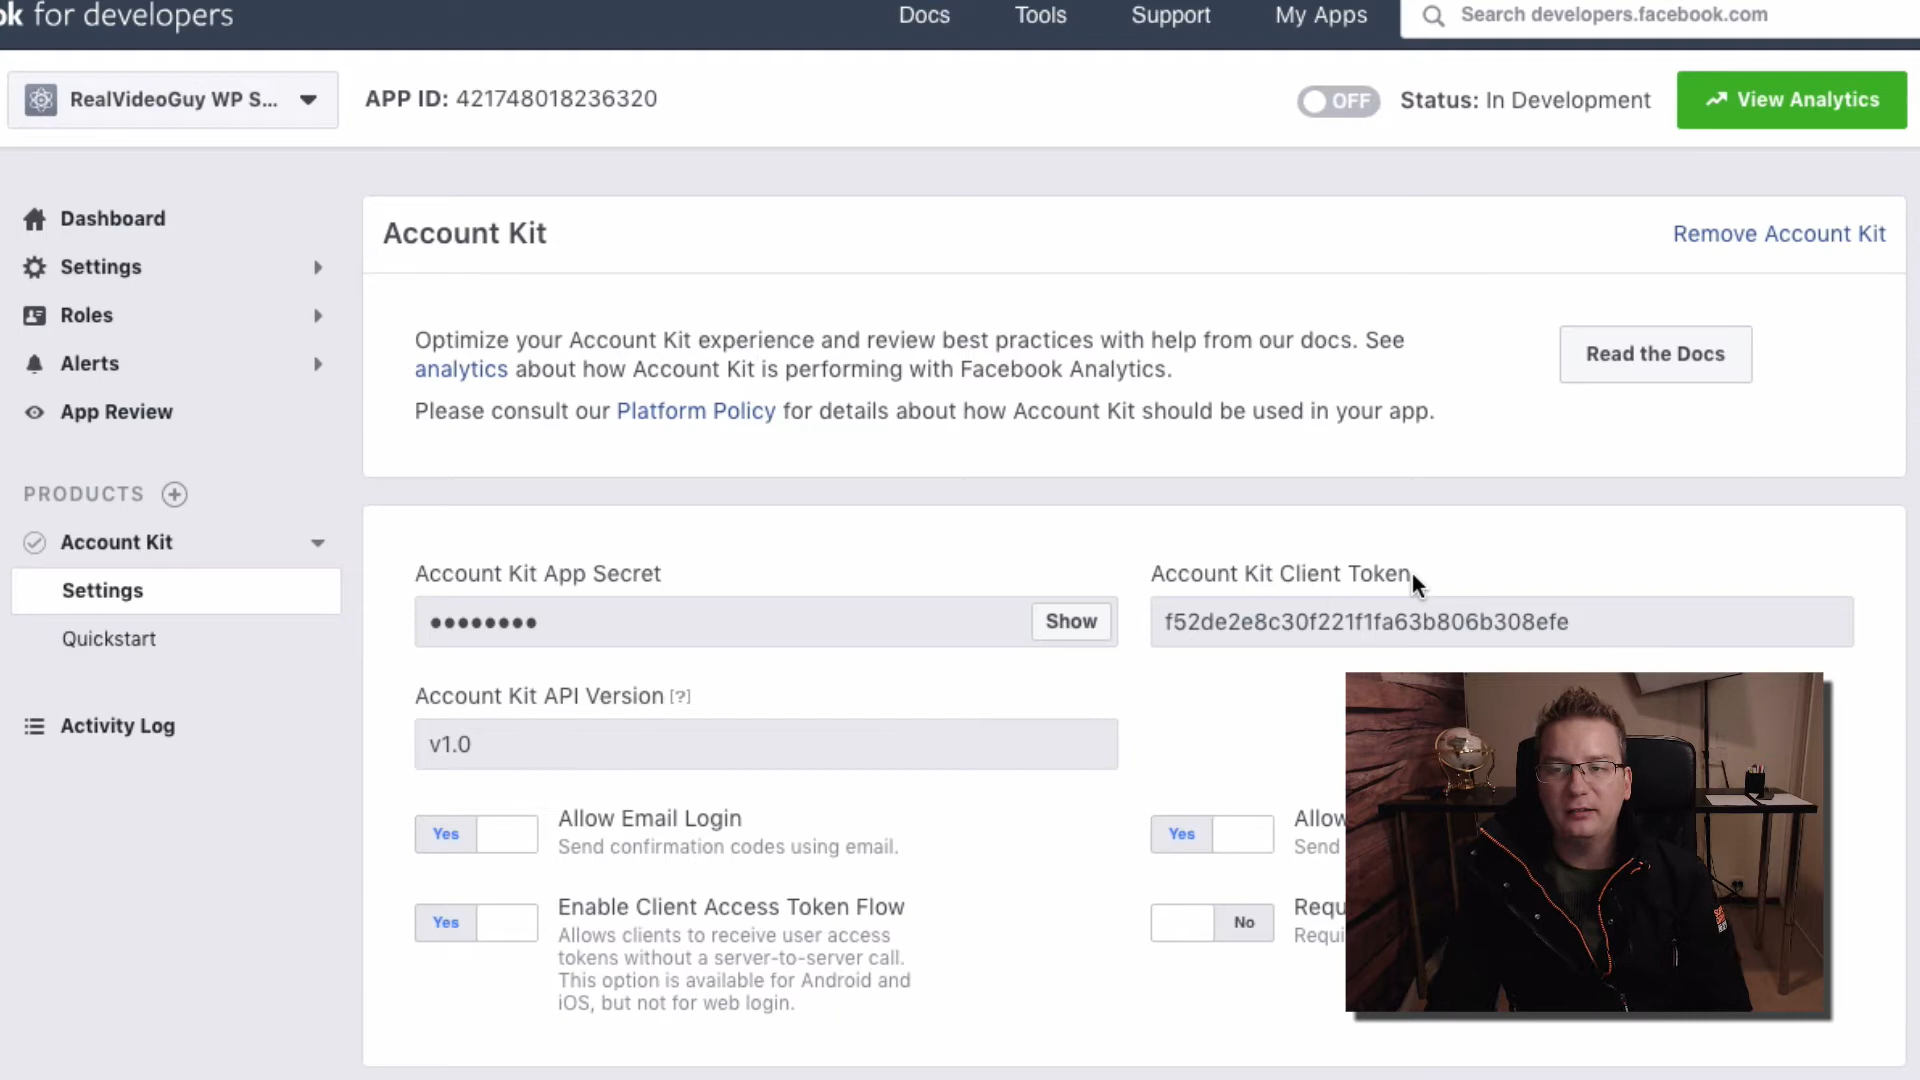 ok for developers
Docs
Tools
Support
My Apps
Search developers.facebook.com
RealVideoGuy WP S...
APP ID: 421748018236320
OFF
Status: In Development
View Analytics
Dashboard
Settings
Roles
Alerts
App Review
PRODUCTS
Account Kit
Settings
Quickstart
Activity Log
Account Kit
Remove Account Kit
Optimize your Account Kit experience and review best practices with help from our docs. See
analytics about how Account Kit is performing with Facebook Analytics.
Please consult our Platform Policy for details about how Account Kit should be used in your app.
Read the Docs
Account Kit App Secret
••••••••
Show
Account Kit Client Token
f52de2e8c30f221f1fa63b806b308efe
Account Kit API Version [?]
v1.0
Yes
Allow Email Login
Send confirmation codes using email.
Yes
Allow
Send
Yes
Enable Client Access Token Flow
Allows clients to receive user access
tokens without a server-to-server call.
This option is available for Android and
iOS, but not for web login.
No
Requ
Requi